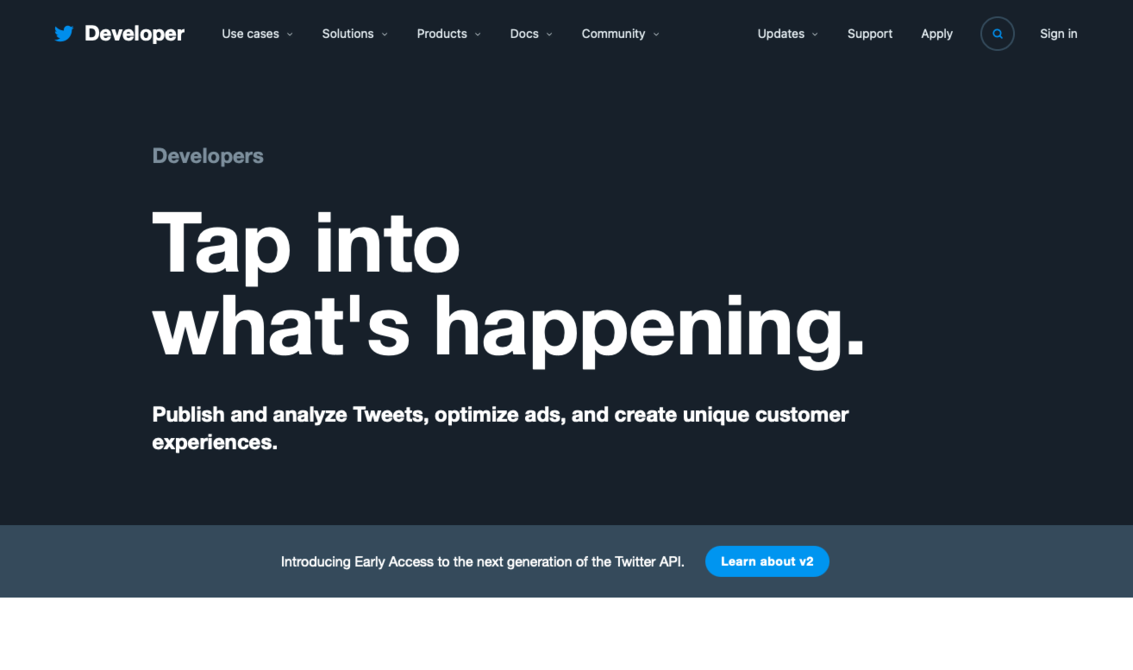 Developer Use cases Solutions Products Docs Community Updates Support Apply Sign in
Developers
Tap into
what's happening.
Publish and analyze Tweets, optimize ads, and create unique customer
experiences.
Introducing Early Access to the next generation of the Twitter API. Learn about v2